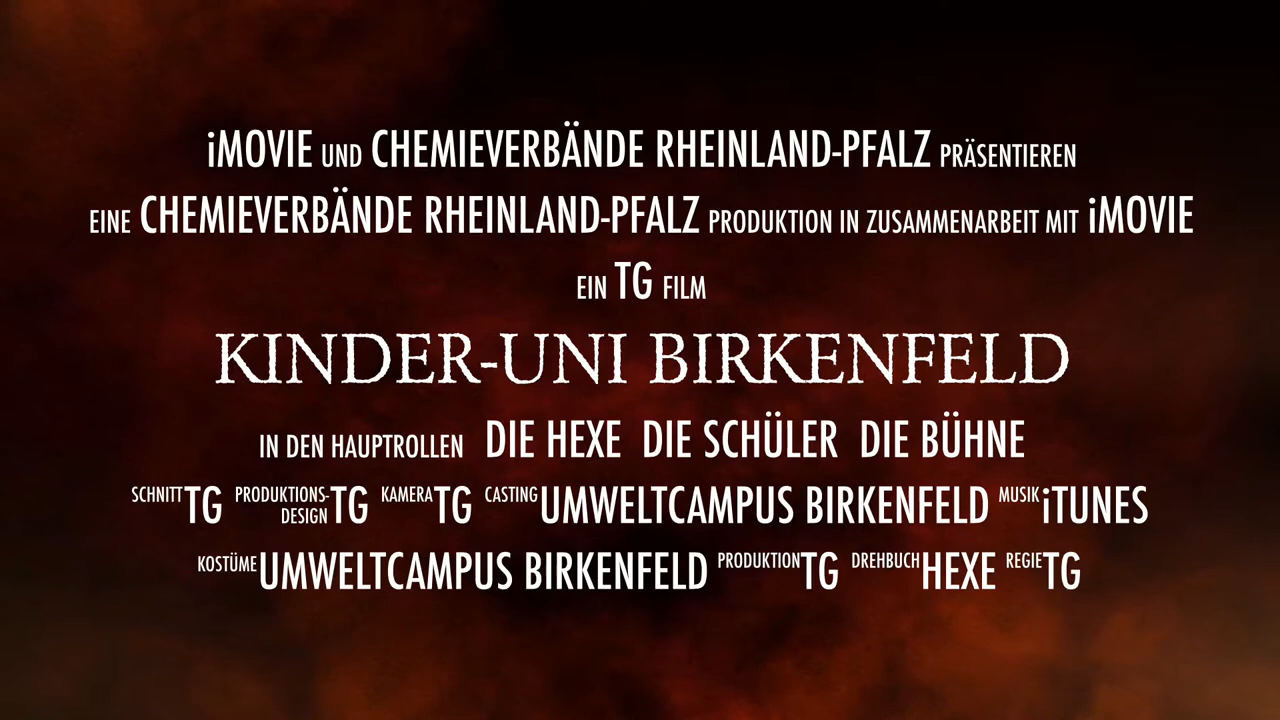 iMOVIE UND CHEMIEVERBÄNDE RHEINLAND-PFALZ PRÄSENTIEREN
EINE CHEMIEVERBÄNDE RHEINLAND-PFALZ PRODUKTION IN ZUSAMMENARBEIT MIT iMOVIE
EIN TG FILM
KINDER-UNI BIRKENFELD
IN DEN HAUPTROLLEN DIE HEXE DIE SCHÜLER DIE BÜHNE
SCHNITT TG PRODUKTIONS-DESIGN TG KAMERA TG CASTING UMWELTCAMPUS BIRKENFELD MUSIK iTUNES
KOSTÜME UMWELTCAMPUS BIRKENFELD PRODUKTION TG DREHBUCH HEXE REGIE TG